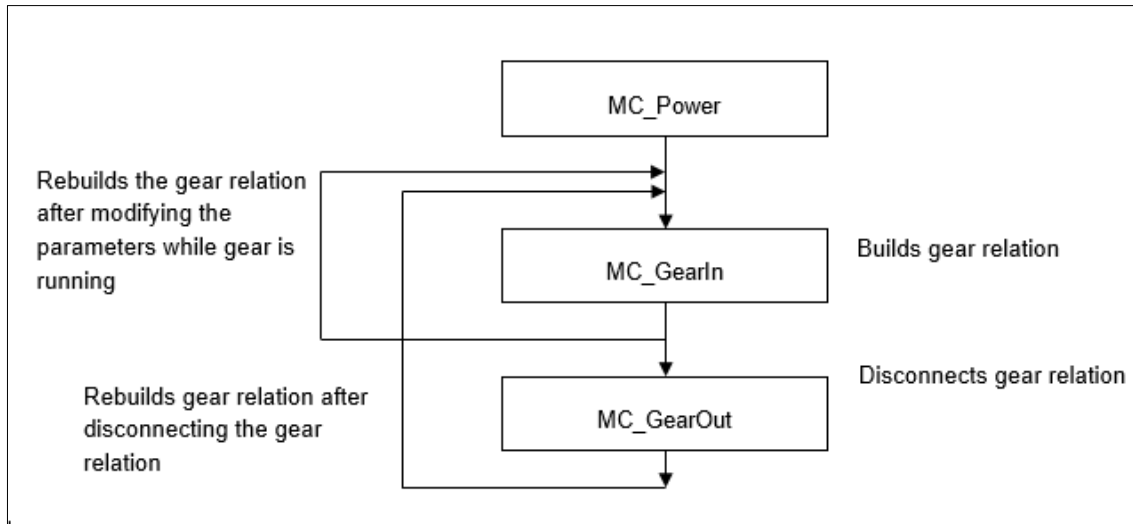 MC_Power
Rebuilds the gear relation
after modifying the
parameters while gear is
running
MC_GearIn
Builds gear relation
Disconnects gear relation
Rebuilds gear relation after
disconnecting the gear
relation
MC_GearOut